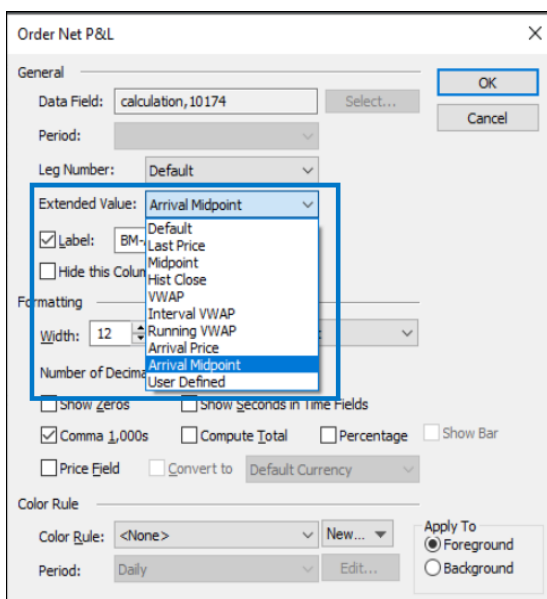 Order Net P&L
General
OK
Data Field: calculation,10174 Select...
Cancel
Period:
Leg Number: Default
Extended Value: Arrival Midpoint
Default
Label: BM-
Last Price
Midpoint
Hide this Colum
Hist Close
VWAP
Formatting
Interval VWAP
Width: 12 Running VWAP
Arrival Price
Arrival Midpoint
Number of Decima
User Defined
Show Zeros Show Seconds in Time Fields
Comma 1,000s Compute Total Percentage Show Bar
Price Field Convert to Default Currency
Color Rule
Color Rule: <None> New...
Apply To
Foreground
Period: Daily Edit...
Background